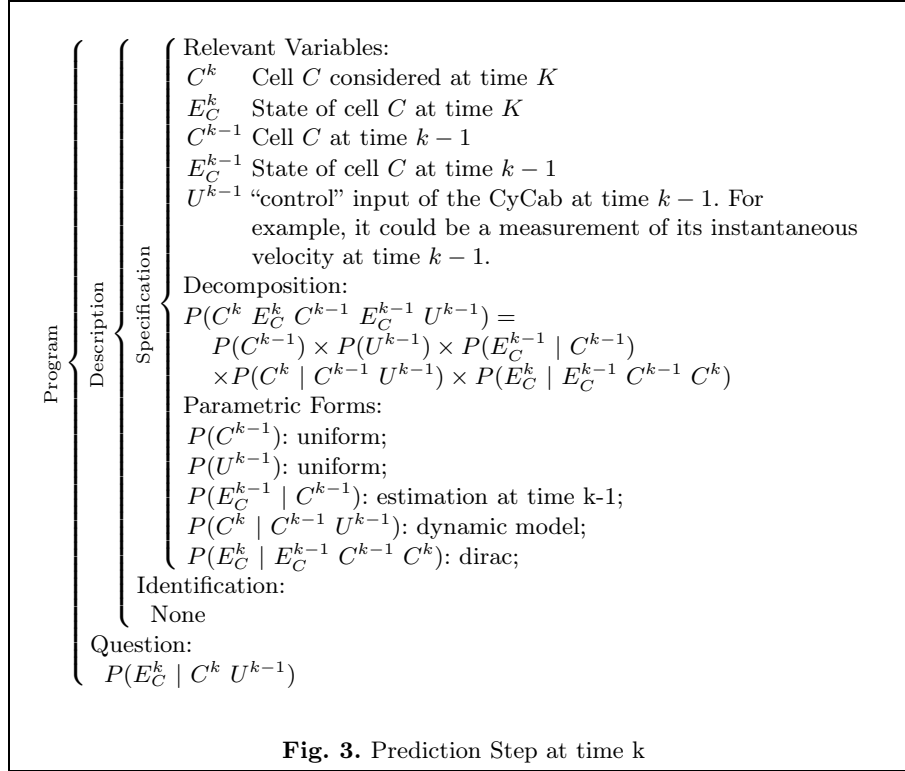 Program
Description
Specification
Relevant Variables:
C^k Cell C considered at time K
E_C^k State of cell C at time K
C^{k−1} Cell C at time k − 1
E_C^{k−1} State of cell C at time k − 1
U^{k−1} “control” input of the CyCab at time k − 1. For
example, it could be a measurement of its instantaneous
velocity at time k − 1.
Decomposition:
P(C^k E_C^k C^{k−1} E_C^{k−1} U^{k−1}) =
P(C^{k−1}) × P(U^{k−1}) × P(E_C^{k−1} | C^{k−1})
×P(C^k | C^{k−1} U^{k−1}) × P(E_C^k | E_C^{k−1} C^{k−1} C^k)
Parametric Forms:
P(C^{k−1}): uniform;
P(U^{k−1}): uniform;
P(E_C^{k−1} | C^{k−1}): estimation at time k-1;
P(C^k | C^{k−1} U^{k−1}): dynamic model;
P(E_C^k | E_C^{k−1} C^{k−1} C^k): dirac;
Identification:
None
Question:
P(E_C^k | C^k U^{k−1})
Fig. 3. Prediction Step at time k